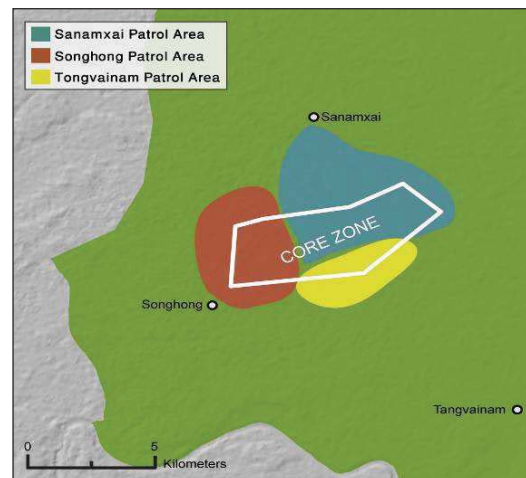 Sanamxai Patrol Area
Songhong Patrol Area
Tongvainam Patrol Area
Sanamxai
CORE ZONE
Songhong
Tangvainam
0 5
Kilometers